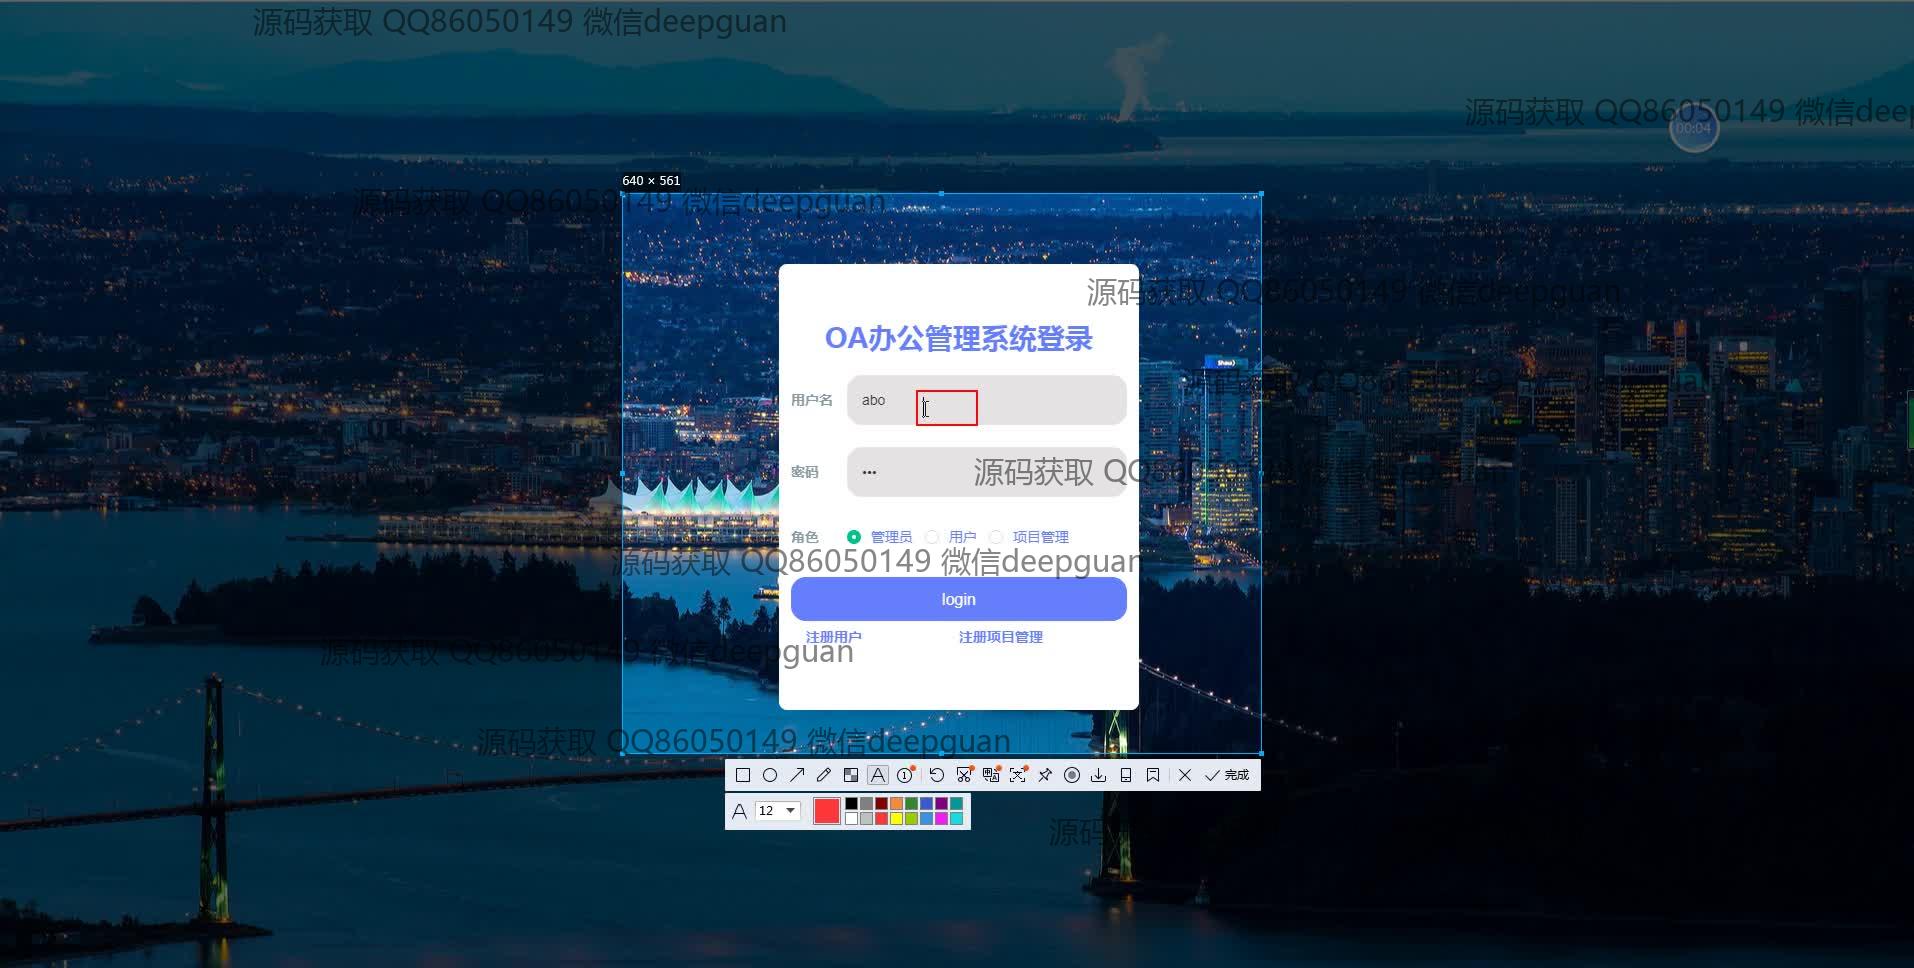 源码获取 QQ86050149 微信deepguan
源码获取 QQ86050149 微信deep
00:04
640 × 561
源码获取 QQ86050149 微信deepguan
源码获取 QQ86050149 微信deepguan
OA办公管理系统登录
Shaw)
用户名 abo
密码 •••
源码获取
角色 管理员 用户 项目管理
源码获取 QQ86050149 微信deepguan
login
注册用户 注册项目管理
源码获取 QQ86050149 微信deepguan
源码获取 QQ86050149 微信deepguan
完成
A 12
源码